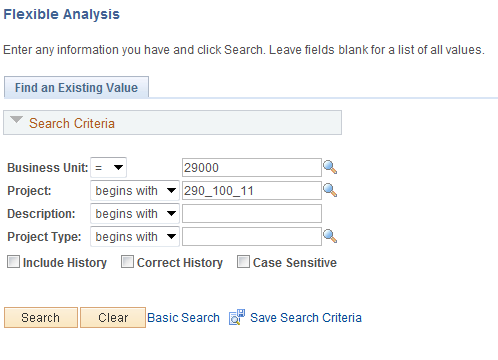 Flexible Analysis
Enter any information you have and click Search. Leave fields blank for a list of all values.
Find an Existing Value
Search Criteria
Business Unit: = 29000
Project: begins with 290_100_11
Description: begins with
Project Type: begins with
Include History Correct History Case Sensitive
Search Clear Basic Search Save Search Criteria